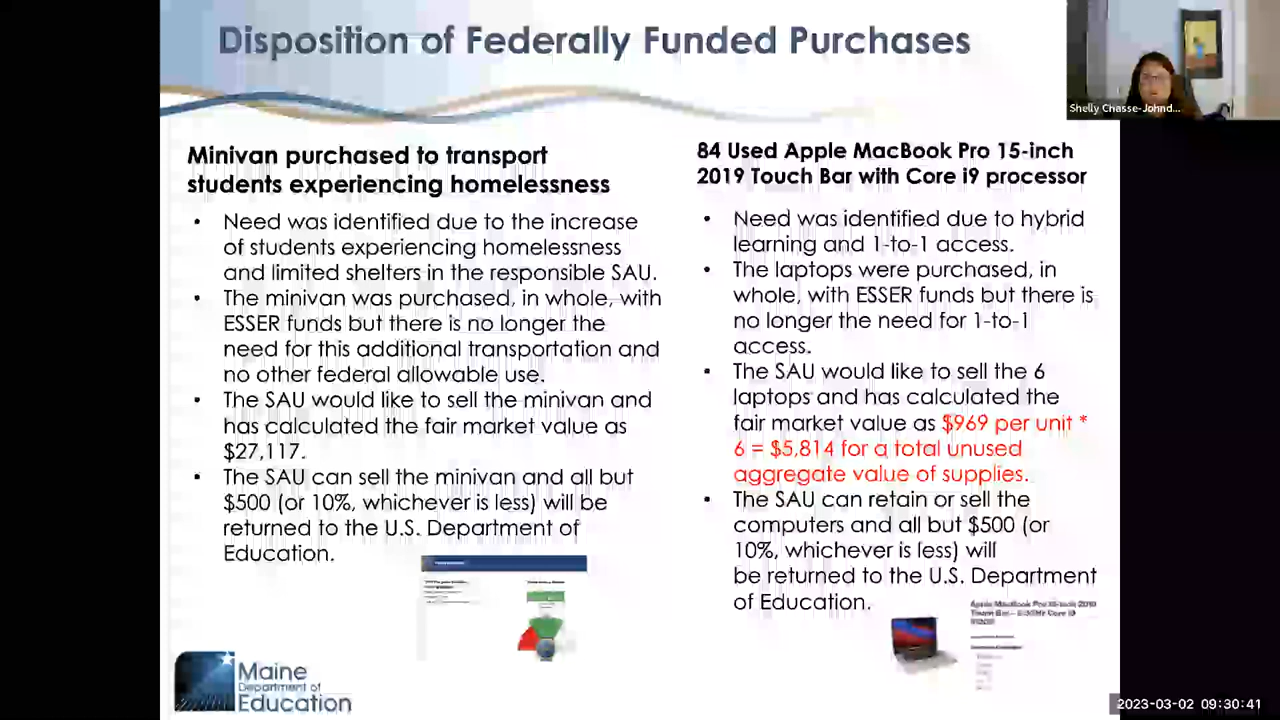 Disposition of Federally Funded Purchases
Shelly Chasse-Johnd...
Minivan purchased to transport
students experiencing homelessness
• Need was identified due to the increase
of students experiencing homelessness
and limited shelters in the responsible SAU.
• The minivan was purchased, in whole, with
ESSER funds but there is no longer the
need for this additional transportation and
no other federal allowable use.
• The SAU would like to sell the minivan and
has calculated the fair market value as
$27,117.
• The SAU can sell the minivan and all but
$500 (or 10%, whichever is less) will be
returned to the U.S. Department of
Education.
84 Used Apple MacBook Pro 15-inch
2019 Touch Bar with Core i9 processor
• Need was identified due to hybrid
learning and 1-to-1 access.
• The laptops were purchased, in
whole, with ESSER funds but there is
no longer the need for 1-to-1
access.
• The SAU would like to sell the 6
laptops and has calculated the
fair market value as $969 per unit *
6 = $5,814 for a total unused
aggregate value of supplies.
• The SAU can retain or sell the
computers and all but $500 (or
10%, whichever is less) will
be returned to the U.S. Department
of Education.
Apple MacBook Pro 15-inch 2019
Maine
Department of
Education
2023-03-02 09:30:41